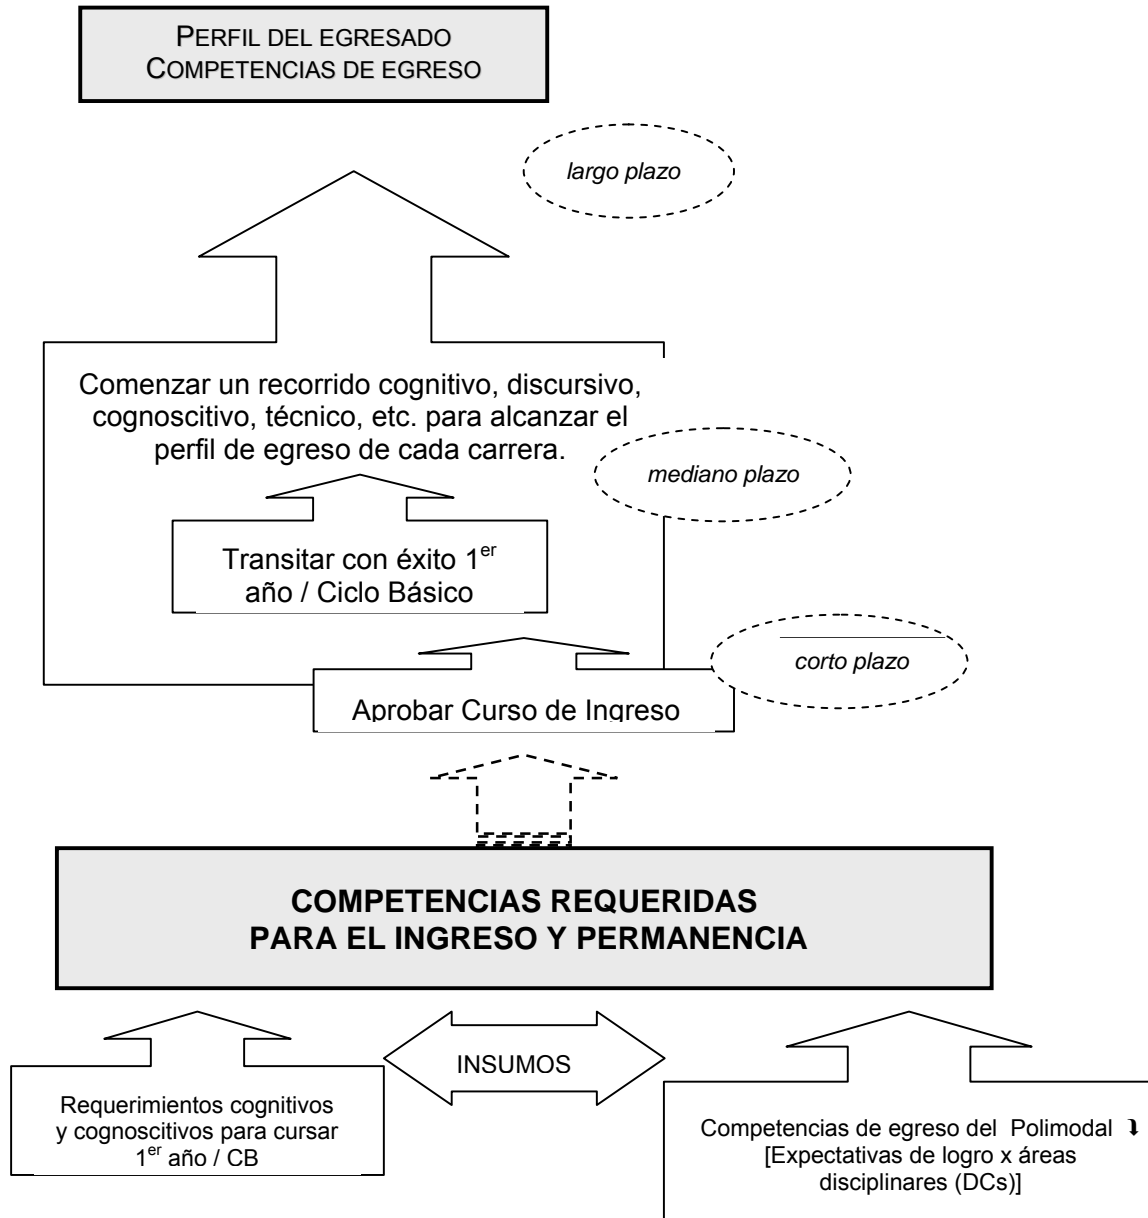 PERFIL DEL EGRESADO
COMPETENCIAS DE EGRESO
largo plazo
Comenzar un recorrido cognitivo, discursivo,
cognoscitivo, técnico, etc. para alcanzar el
perfil de egreso de cada carrera.
mediano plazo
Transitar con éxito 1er
año / Ciclo Básico
corto plazo
Aprobar Curso de Ingreso
COMPETENCIAS REQUERIDAS
PARA EL INGRESO Y PERMANENCIA
INSUMOS
Requerimientos cognitivos
y cognoscitivos para cursar
1er año / CB
Competencias de egreso del Polimodal
[Expectativas de logro x áreas
disciplinares (DCs)]